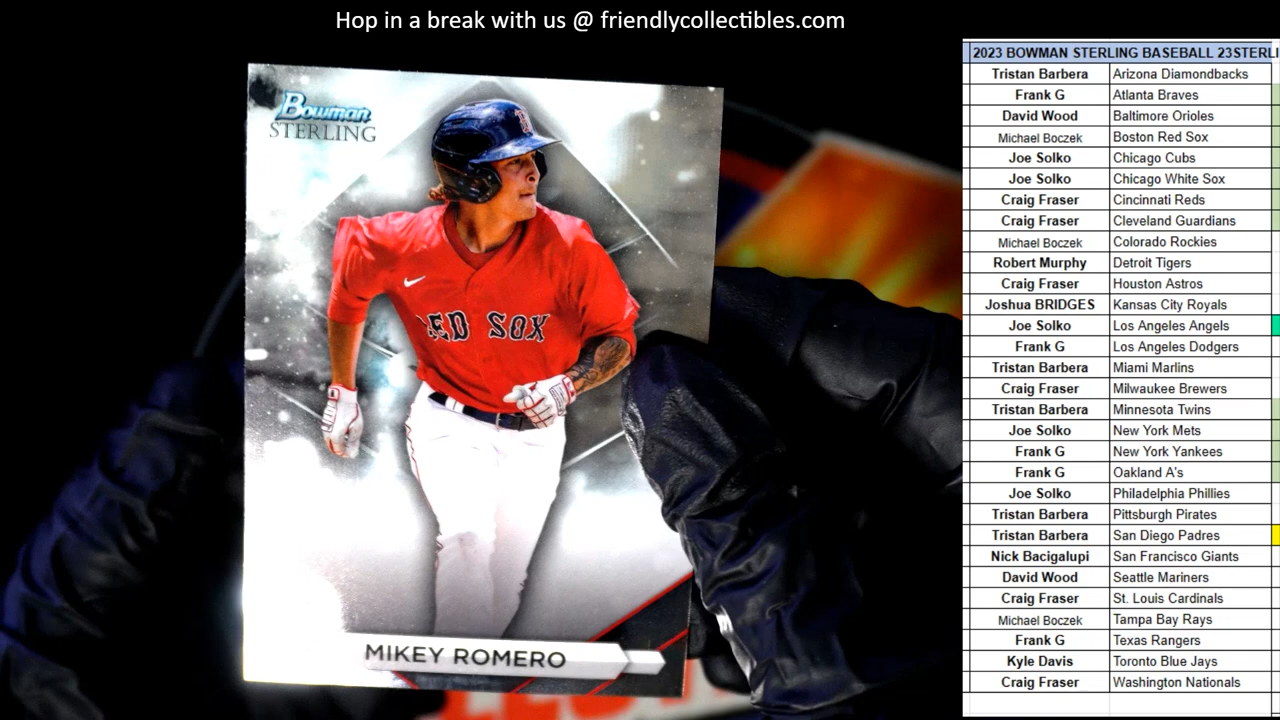 Hop in a break with us @ friendlycollectibles.com
Bowman
STERLING
RED SOX
MIKEY ROMERO
2023 BOWMAN STERLING BASEBALL 23STERLI
Tristan Barbera Arizona Diamondbacks
Frank G Atlanta Braves
David Wood Baltimore Orioles
Michael Boczek Boston Red Sox
Joe Solko Chicago Cubs
Joe Solko Chicago White Sox
Craig Fraser Cincinnati Reds
Craig Fraser Cleveland Guardians
Michael Boczek Colorado Rockies
Robert Murphy Detroit Tigers
Craig Fraser Houston Astros
Joshua BRIDGES Kansas City Royals
Joe Solko Los Angeles Angels
Frank G Los Angeles Dodgers
Tristan Barbera Miami Marlins
Craig Fraser Milwaukee Brewers
Tristan Barbera Minnesota Twins
Joe Solko New York Mets
Frank G New York Yankees
Frank G Oakland A's
Joe Solko Philadelphia Phillies
Tristan Barbera Pittsburgh Pirates
Tristan Barbera San Diego Padres
Nick Bacigalupi San Francisco Giants
David Wood Seattle Mariners
Craig Fraser St. Louis Cardinals
Michael Boczek Tampa Bay Rays
Frank G Texas Rangers
Kyle Davis Toronto Blue Jays
Craig Fraser Washington Nationals